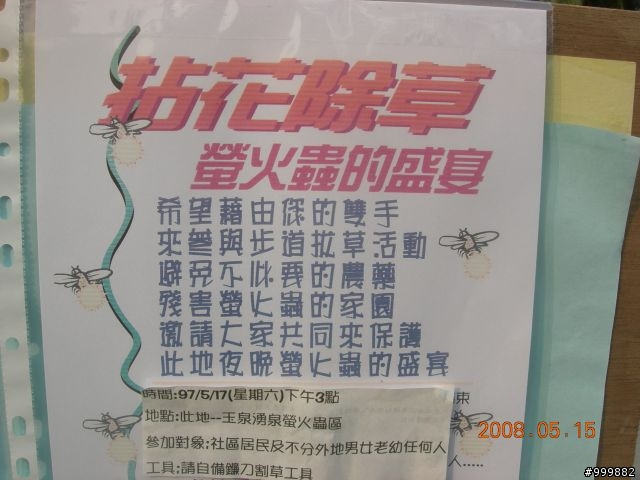 拈花除草
螢火蟲的盛宴
希望藉由您的雙手
來參與步道拔草活動
避免不必要的農藥
殘害螢火蟲的家園
邀請大家共同來保護
此地夜晚螢火蟲的盛宴
時間:97/5/17(星期六)下午3點
束
地點:此地--玉泉湧泉螢火蟲區
參加對象;社區居民及不分外地男女老幼任何人
人.....
工具;請自備鐮刀割草工具
2008.05.15
#999882